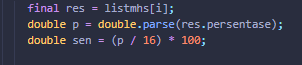 final res = listmhs[i];
double p = double.parse(res.persentase);
double sen = (p / 16) * 100;